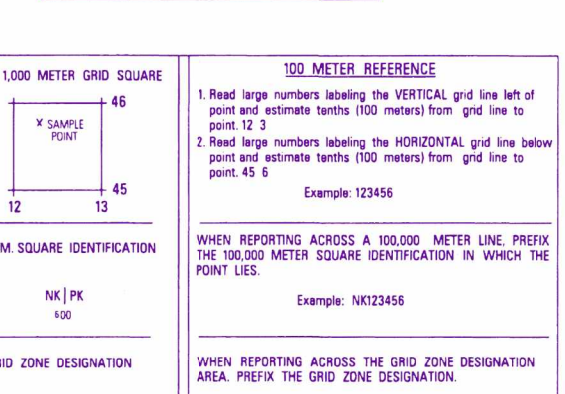 1,000 METER GRID SQUARE
46
X SAMPLE
POINT
45
12 13
M. SQUARE IDENTIFICATION
NK | PK
600
ID ZONE DESIGNATION
100 METER REFERENCE
1. Read large numbers labeling the VERTICAL grid line left of
point and estimate tenths (100 meters) from grid line to
point. 12 3
2. Read large numbers labeling the HORIZONTAL grid line below
point and estimate tenths (100 meters) from grid line to
point. 45 6
Example: 123456
WHEN REPORTING ACROSS A 100,000 METER LINE, PREFIX
THE 100,000 METER SQUARE IDENTIFICATION IN WHICH THE
POINT LIES.
Example: NK123456
WHEN REPORTING ACROSS THE GRID ZONE DESIGNATION
AREA. PREFIX THE GRID ZONE DESIGNATION.